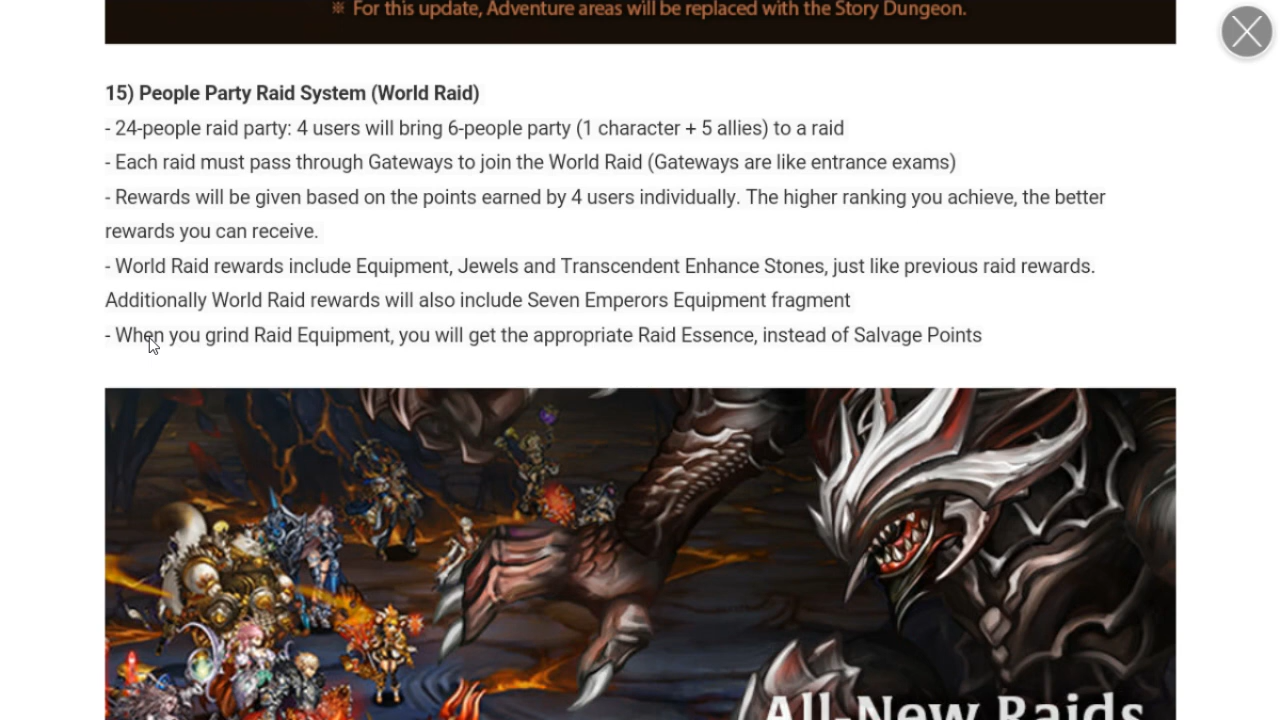 ※ For this update, Adventure areas will be replaced with the Story Dungeon.
15) People Party Raid System (World Raid)
- 24-people raid party: 4 users will bring 6-people party (1 character + 5 allies) to a raid
- Each raid must pass through Gateways to join the World Raid (Gateways are like entrance exams)
- Rewards will be given based on the points earned by 4 users individually. The higher ranking you achieve, the better
rewards you can receive.
- World Raid rewards include Equipment, Jewels and Transcendent Enhance Stones, just like previous raid rewards.
Additionally World Raid rewards will also include Seven Emperors Equipment fragment
- When you grind Raid Equipment, you will get the appropriate Raid Essence, instead of Salvage Points
All-New Raids